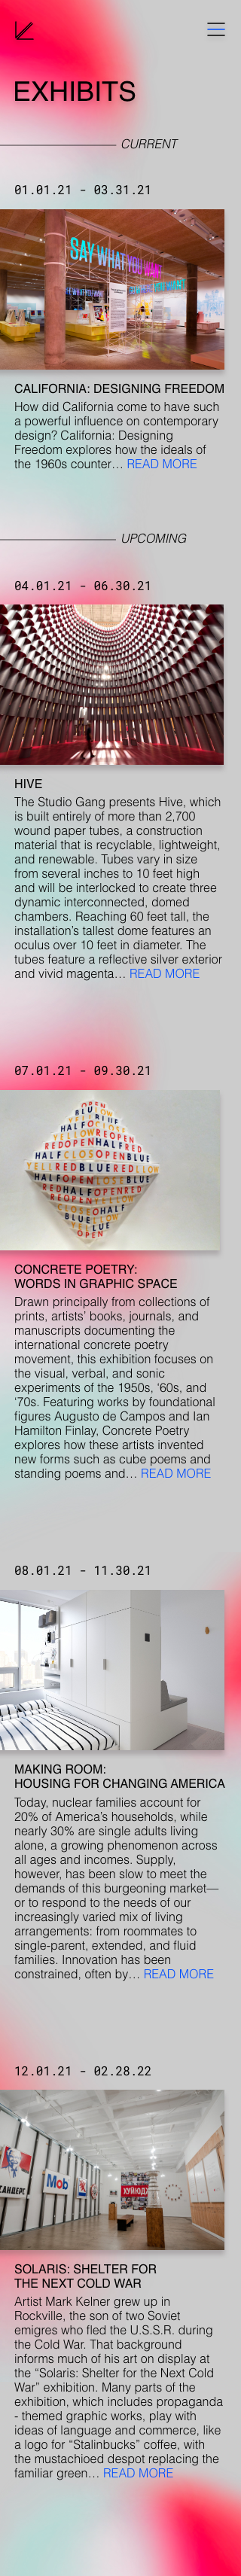 EXHIBITS
CURRENT
01.01.21 - 03.31.21
SAY WHAT YOU WANT
CALIFORNIA: DESIGNING FREEDOM
How did California come to have such
a powerful influence on contemporary
design? California: Designing
Freedom explores how the ideals of
the 1960s counter… READ MORE
UPCOMING
04.01.21 - 06.30.21
HIVE
The Studio Gang presents Hive, which
is built entirely of more than 2,700
wound paper tubes, a construction
material that is recyclable, lightweight,
and renewable. Tubes vary in size
from several inches to 10 feet high
and will be interlocked to create three
dynamic interconnected, domed
chambers. Reaching 60 feet tall, the
installation’s tallest dome features an
oculus over 10 feet in diameter. The
tubes feature a reflective silver exterior
and vivid magenta… READ MORE
07.01.21 - 09.30.21
CONCRETE POETRY:
WORDS IN GRAPHIC SPACE
Drawn principally from collections of
prints, artists’ books, journals, and
manuscripts documenting the
international concrete poetry
movement, this exhibition focuses on
the visual, verbal, and sonic
experiments of the 1950s, ‘60s, and
‘70s. Featuring works by foundational
figures Augusto de Campos and Ian
Hamilton Finlay, Concrete Poetry
explores how these artists invented
new forms such as cube poems and
standing poems and… READ MORE
08.01.21 - 11.30.21
MAKING ROOM:
HOUSING FOR CHANGING AMERICA
Today, nuclear families account for
20% of America’s households, while
nearly 30% are single adults living
alone, a growing phenomenon across
all ages and incomes. Supply,
however, has been slow to meet the
demands of this burgeoning market—
or to respond to the needs of our
increasingly varied mix of living
arrangements: from roommates to
single-parent, extended, and fluid
families. Innovation has been
constrained, often by… READ MORE
12.01.21 - 02.28.22
Mobil
SOLARIS: SHELTER FOR
THE NEXT COLD WAR
Artist Mark Kelner grew up in
Rockville, the son of two Soviet
emigres who fled the U.S.S.R. during
the Cold War. That background
informs much of his art on display at
the “Solaris: Shelter for the Next Cold
War” exhibition. Many parts of the
exhibition, which includes propaganda
- themed graphic works, play with
ideas of language and commerce, like
a logo for “Stalinbucks” coffee, with
the mustachioed despot replacing the
familiar green… READ MORE